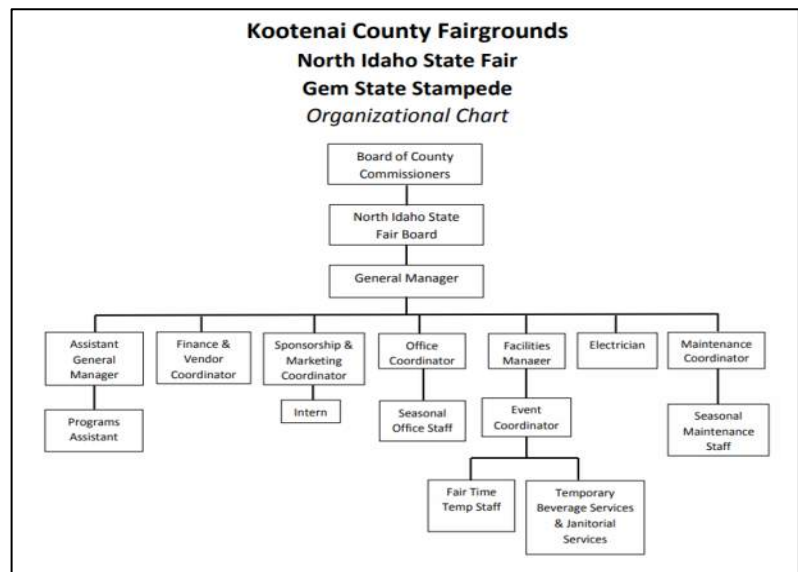 Kootenai County Fairgrounds
North Idaho State Fair
Gem State Stampede
Organizational Chart
Board of County
Commissioners
North Idaho State
Fair Board
General Manager
Assistant
General
Manager
Finance &
Vendor
Coordinator
Sponsorship &
Marketing
Coordinator
Office
Coordinator
Facilities
Manager
Electrician
Maintenance
Coordinator
Programs
Assistant
Intern
Seasonal
Office Staff
Event
Coordinator
Seasonal
Maintenance
Staff
Fair Time
Temp Staff
Temporary
Beverage Services
& Janitorial
Services